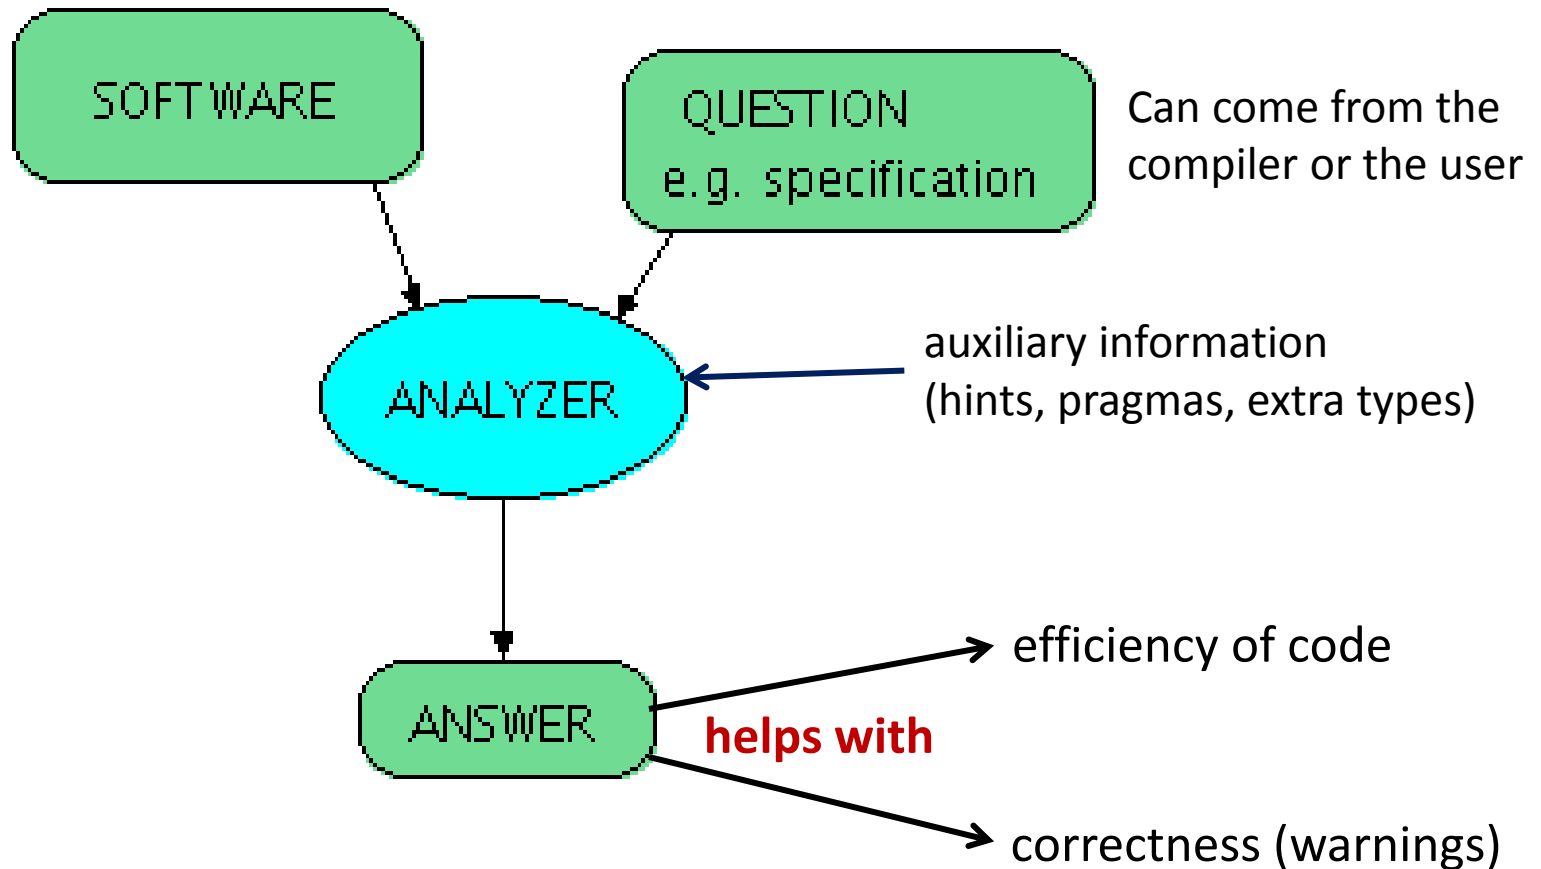 SOFTWARE
QUESTION
e.g. specification
Can come from the
compiler or the user
ANALYZER
auxiliary information
(hints, pragmas, extra types)
ANSWER
helps with
efficiency of code
correctness (warnings)